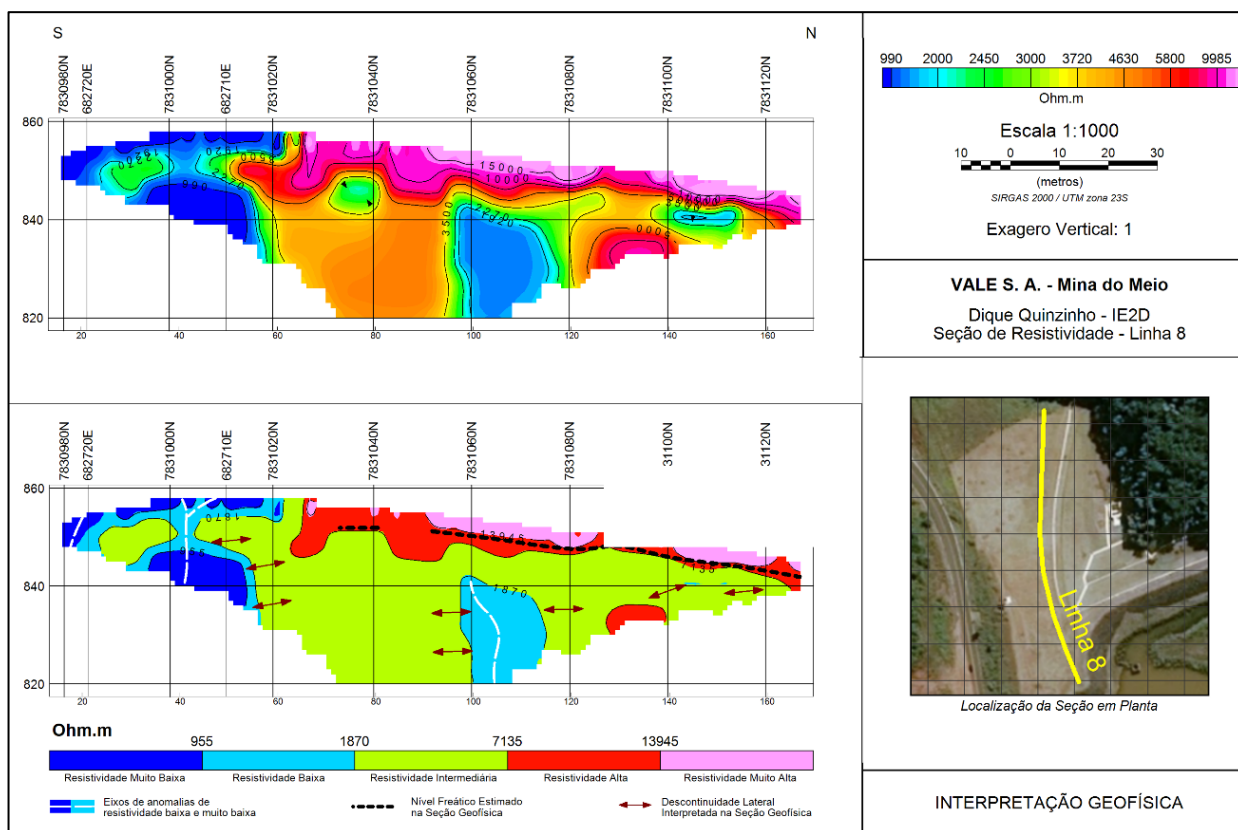 S N
7830980N 682720E 7831000N 682710E 7831020N 7831040N 7831060N 7831080N 7831100N 7831120N
860
840
820
15000
10000
2270
3500
5000
990
20 40 60 80 100 120 140 160
990 2000 2450 3000 3720 4630 5800 9985
Ohm.m
Escala 1:1000
10 0 10 20 30
(metros)
SIRGAS 2000 / UTM zona 23S
Exagero Vertical: 1
VALE S. A. - Mina do Meio
Dique Quinzinho - IE2D
Seção de Resistividade - Linha 8
7830980N 682720E 7831000N 682710E 7831020N 7831040N 7831060N 7831080N 31100N 31120N
860
840
820
1870
13945
7135
1870
20 40 60 80 100 120 140 160
Linha 8
Localização da Seção em Planta
Ohm.m
955 1870 7135 13945
Resistividade Muito Baixa Resistividade Baixa Resistividade Intermediária Resistividade Alta Resistividade Muito Alta
Eixos de anomalias de
resistividade baixa e muito baixa
Nível Freático Estimado
na Seção Geofísica
Descontinuidade Lateral
Interpretada na Seção Geofísica
INTERPRETAÇÃO GEOFÍSICA